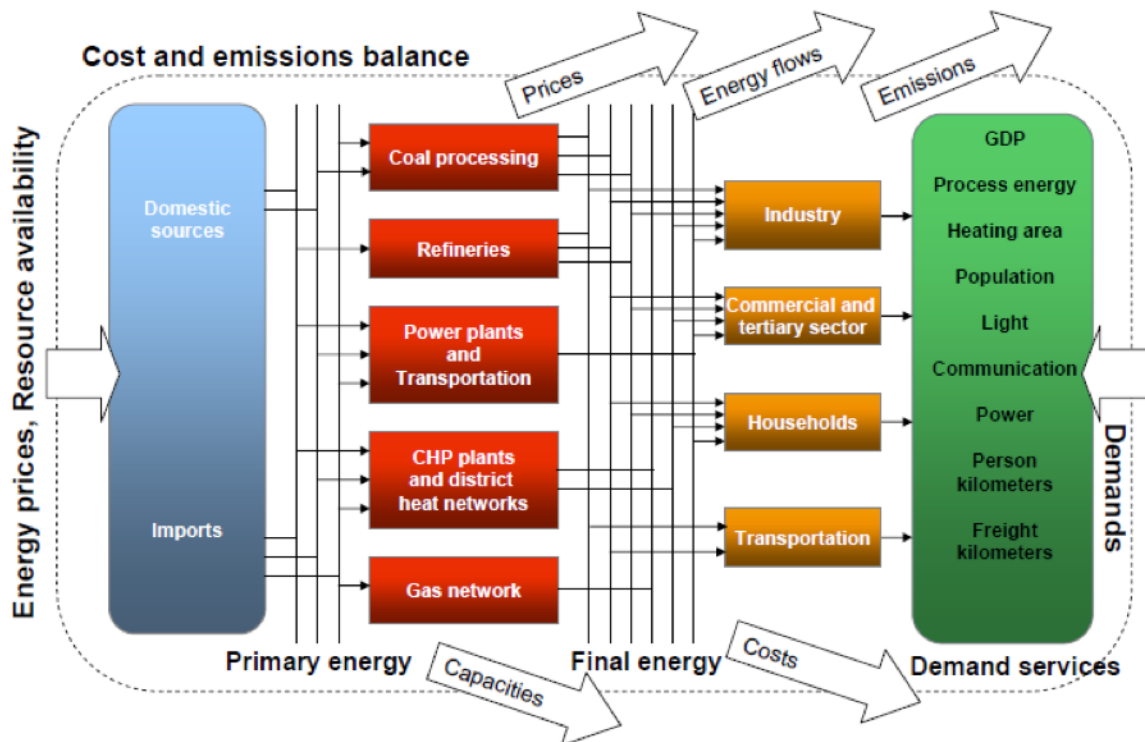 Cost and emissions balance
Prices
Energy flows
Emissions
Energy prices, Resource availability
Domestic
sources
Imports
Coal processing
Refineries
Power plants
and
Transportation
CHP plants
and district
heat networks
Gas network
Industry
Commercial and
tertiary sector
Households
Transportation
GDP
Process energy
Heating area
Population
Light
Communication
Power
Person
kilometers
Freight
kilometers
Demands
Primary energy
Capacities
Final energy
Costs
Demand services